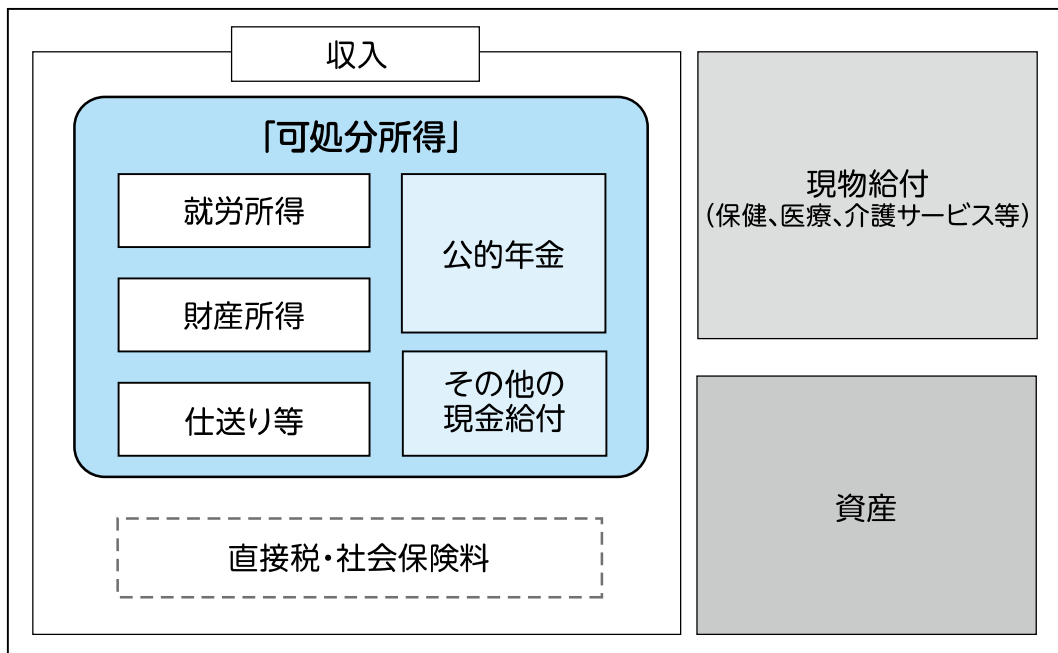 収入
「可処分所得」
就労所得
財産所得
仕送り等
公的年金
その他の
現金給付
直接税・社会保険料
現物給付
(保健、医療、介護サービス等)
資産